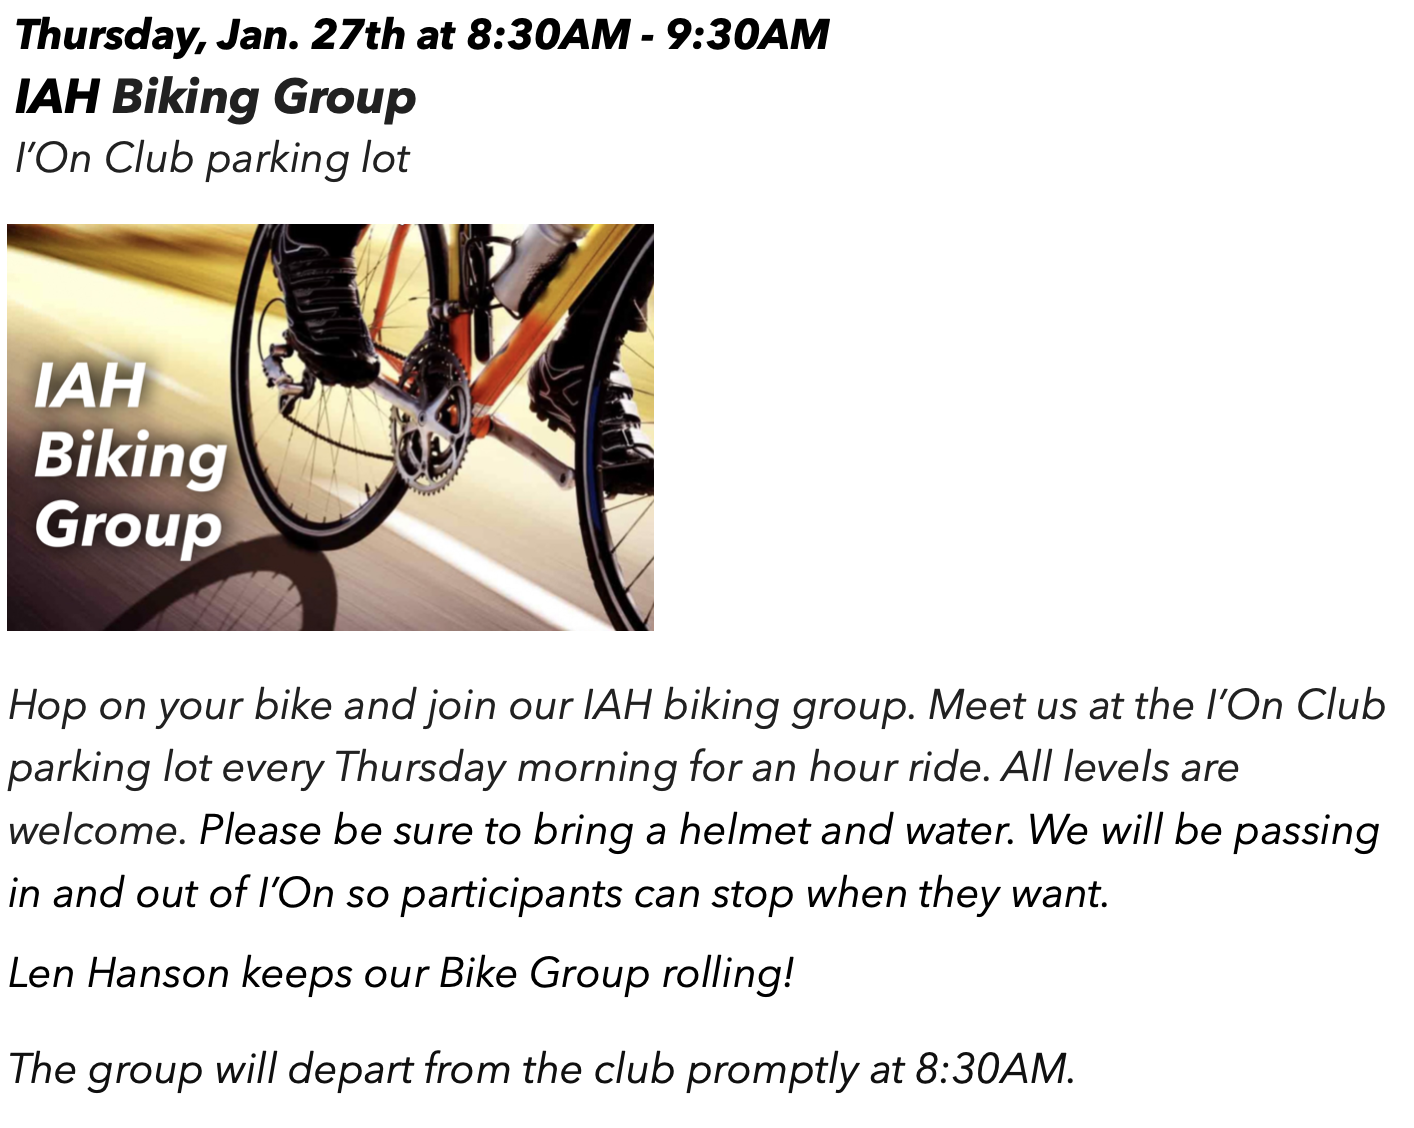 Thursday, Jan. 27th at 8:30AM - 9:30AM
IAH Biking Group
I’On Club parking lot
IAH
Biking
Group
Hop on your bike and join our IAH biking group. Meet us at the I’On Club
parking lot every Thursday morning for an hour ride. All levels are
welcome. Please be sure to bring a helmet and water. We will be passing
in and out of I’On so participants can stop when they want.
Len Hanson keeps our Bike Group rolling!
The group will depart from the club promptly at 8:30AM.